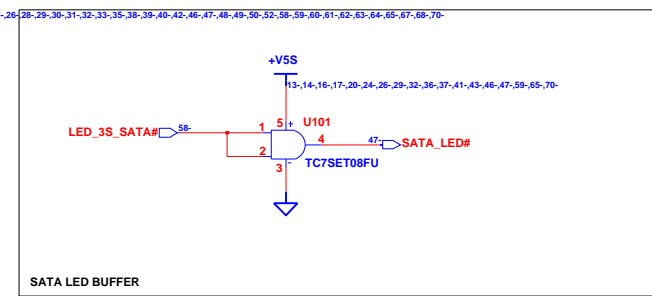 -,26-,28-,29-,30-,31-,32-,33-,35-,38-,39-,40-,42-,46-,47-,48-,49-,50-,52-,58-,59-,60-,61-,62-,63-,64-,65-,67-,68-,70-
+V5S
13-,14-,16-,17-,20-,24-,26-,29-,32-,36-,37-,41-,43-,46-,47-,59-,65-,70-
5 + U101
LED_3S_SATA# 58- 1 4 47- SATA_LED#
2
3 - TC7SET08FU
SATA LED BUFFER